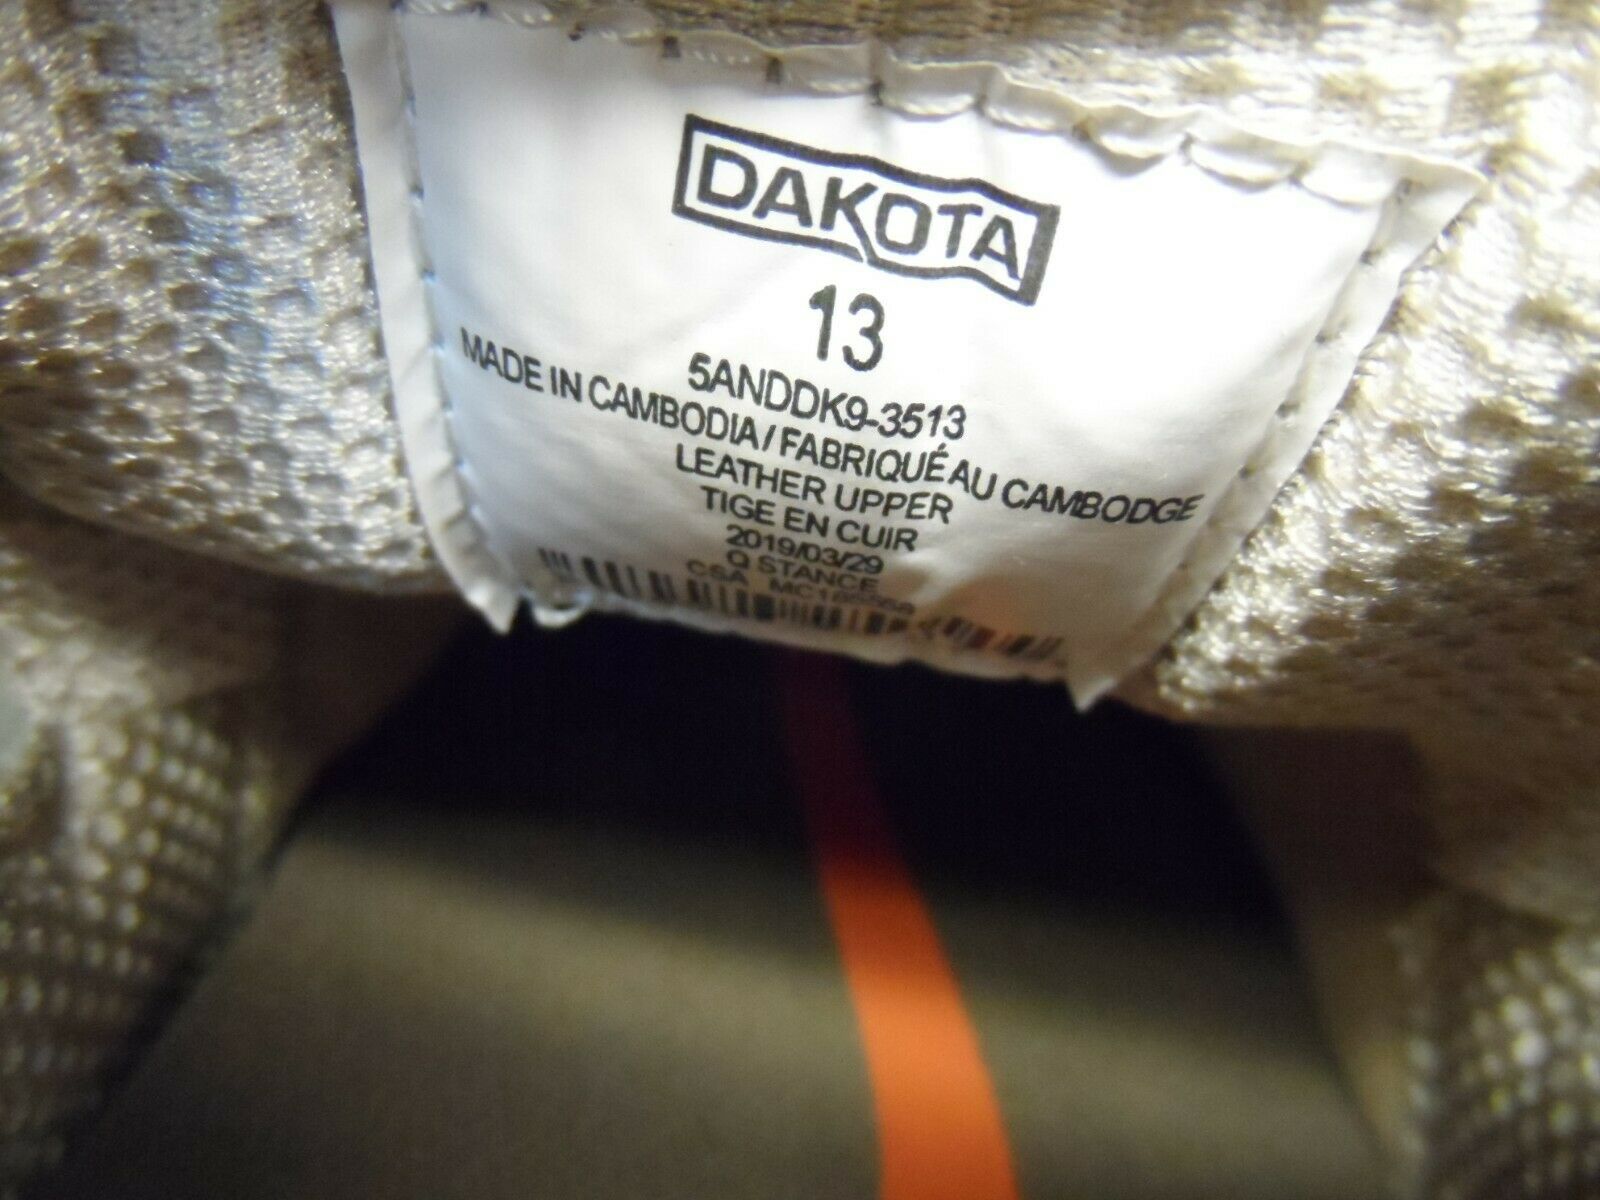 DAKOTA
13
5ANDDK9-3513
MADE IN CAMBODIA / FABRIQUÉ AU CAMBODGE
LEATHER UPPER
TIGE EN CUIR
2019/03/29
Q STANCE
CSA